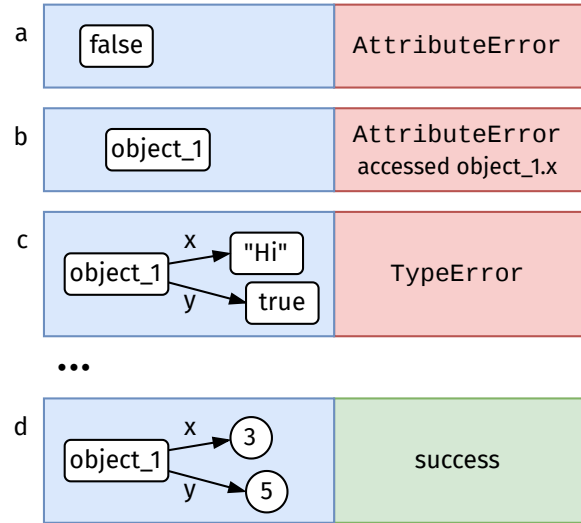 a
false
AttributeError
b
object_1
AttributeError
accessed object_1.x
c
object_1
x
"Hi"
y
true
TypeError
...
d
object_1
x
3
y
5
success